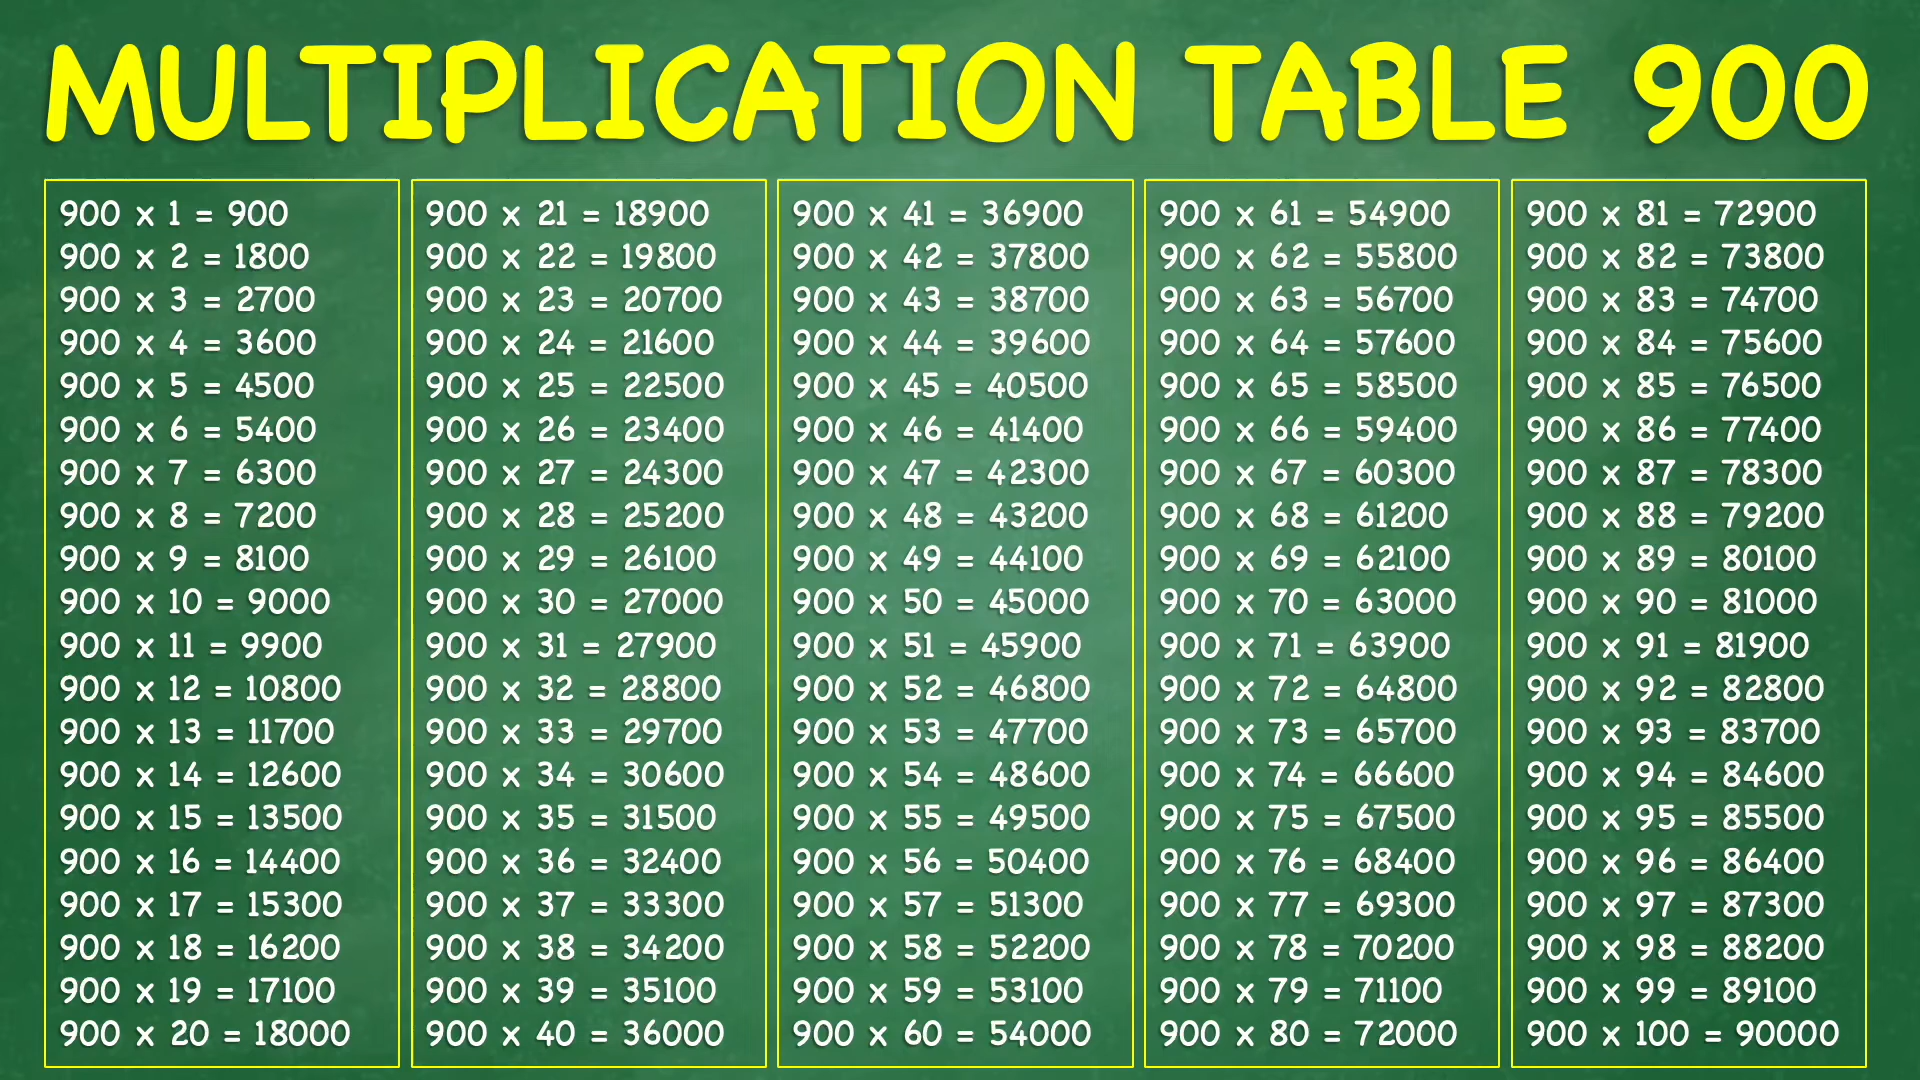 MULTIPLICATION TABLE 900
900 x 1 = 900
900 x 2 = 1800
900 x 3 = 2700
900 x 4 = 3600
900 x 5 = 4500
900 x 6 = 5400
900 x 7 = 6300
900 x 8 = 7200
900 x 9 = 8100
900 x 10 = 9000
900 x 11 = 9900
900 x 12 = 10800
900 x 13 = 11700
900 x 14 = 12600
900 x 15 = 13500
900 x 16 = 14400
900 x 17 = 15300
900 x 18 = 16200
900 x 19 = 17100
900 x 20 = 18000
900 x 21 = 18900
900 x 22 = 19800
900 x 23 = 20700
900 x 24 = 21600
900 x 25 = 22500
900 x 26 = 23400
900 x 27 = 24300
900 x 28 = 25200
900 x 29 = 26100
900 x 30 = 27000
900 x 31 = 27900
900 x 32 = 28800
900 x 33 = 29700
900 x 34 = 30600
900 x 35 = 31500
900 x 36 = 32400
900 x 37 = 33300
900 x 38 = 34200
900 x 39 = 35100
900 x 40 = 36000
900 x 41 = 36900
900 x 42 = 37800
900 x 43 = 38700
900 x 44 = 39600
900 x 45 = 40500
900 x 46 = 41400
900 x 47 = 42300
900 x 48 = 43200
900 x 49 = 44100
900 x 50 = 45000
900 x 51 = 45900
900 x 52 = 46800
900 x 53 = 47700
900 x 54 = 48600
900 x 55 = 49500
900 x 56 = 50400
900 x 57 = 51300
900 x 58 = 52200
900 x 59 = 53100
900 x 60 = 54000
900 x 61 = 54900
900 x 62 = 55800
900 x 63 = 56700
900 x 64 = 57600
900 x 65 = 58500
900 x 66 = 59400
900 x 67 = 60300
900 x 68 = 61200
900 x 69 = 62100
900 x 70 = 63000
900 x 71 = 63900
900 x 72 = 64800
900 x 73 = 65700
900 x 74 = 66600
900 x 75 = 67500
900 x 76 = 68400
900 x 77 = 69300
900 x 78 = 70200
900 x 79 = 71100
900 x 80 = 72000
900 x 81 = 72900
900 x 82 = 73800
900 x 83 = 74700
900 x 84 = 75600
900 x 85 = 76500
900 x 86 = 77400
900 x 87 = 78300
900 x 88 = 79200
900 x 89 = 80100
900 x 90 = 81000
900 x 91 = 81900
900 x 92 = 82800
900 x 93 = 83700
900 x 94 = 84600
900 x 95 = 85500
900 x 96 = 86400
900 x 97 = 87300
900 x 98 = 88200
900 x 99 = 89100
900 x 100 = 90000